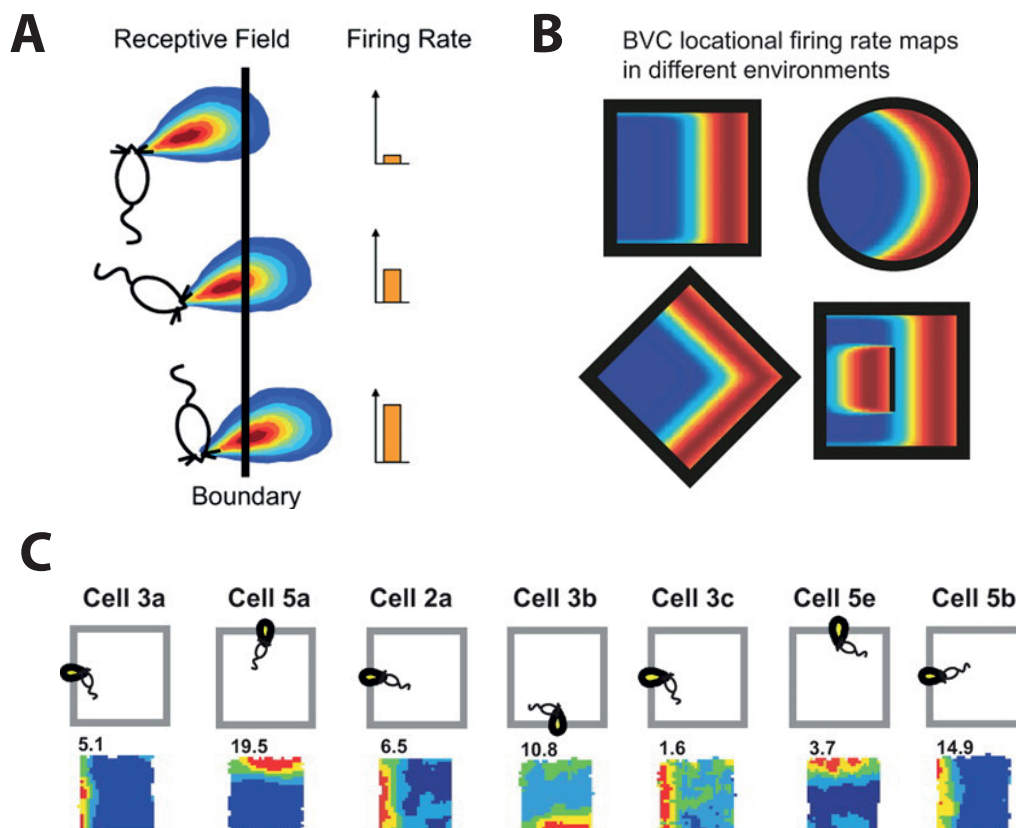 A
Receptive Field
Firing Rate
Boundary
B
BVC locational firing rate maps
in different environments
C
Cell 3a
Cell 5a
Cell 2a
Cell 3b
Cell 3c
Cell 5e
Cell 5b
5.1
19.5
6.5
10.8
1.6
3.7
14.9